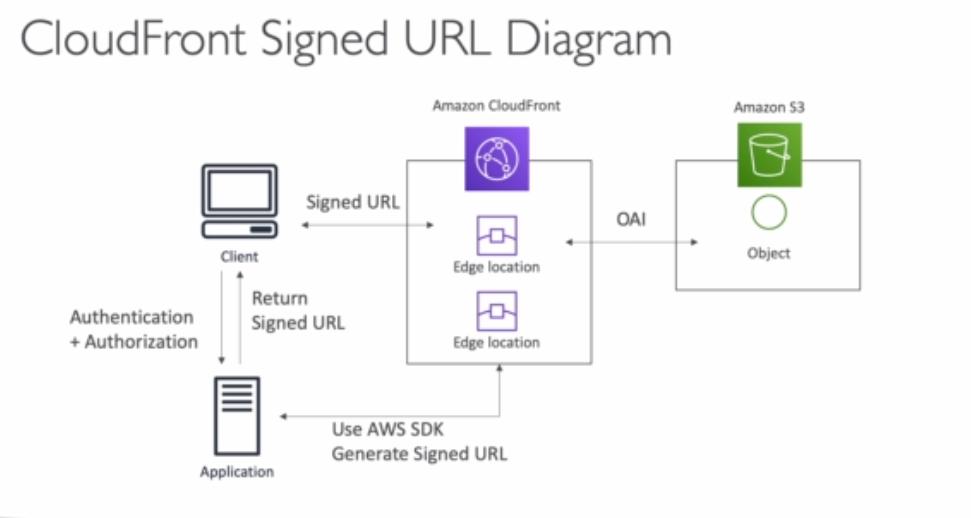 CloudFront Signed URL Diagram
Amazon CloudFront
Amazon S3
Signed URL
OAI
Client
Edge location
Object
Return
Signed URL
Authentication
+ Authorization
Edge location
Use AWS SDK
Generate Signed URL
Application